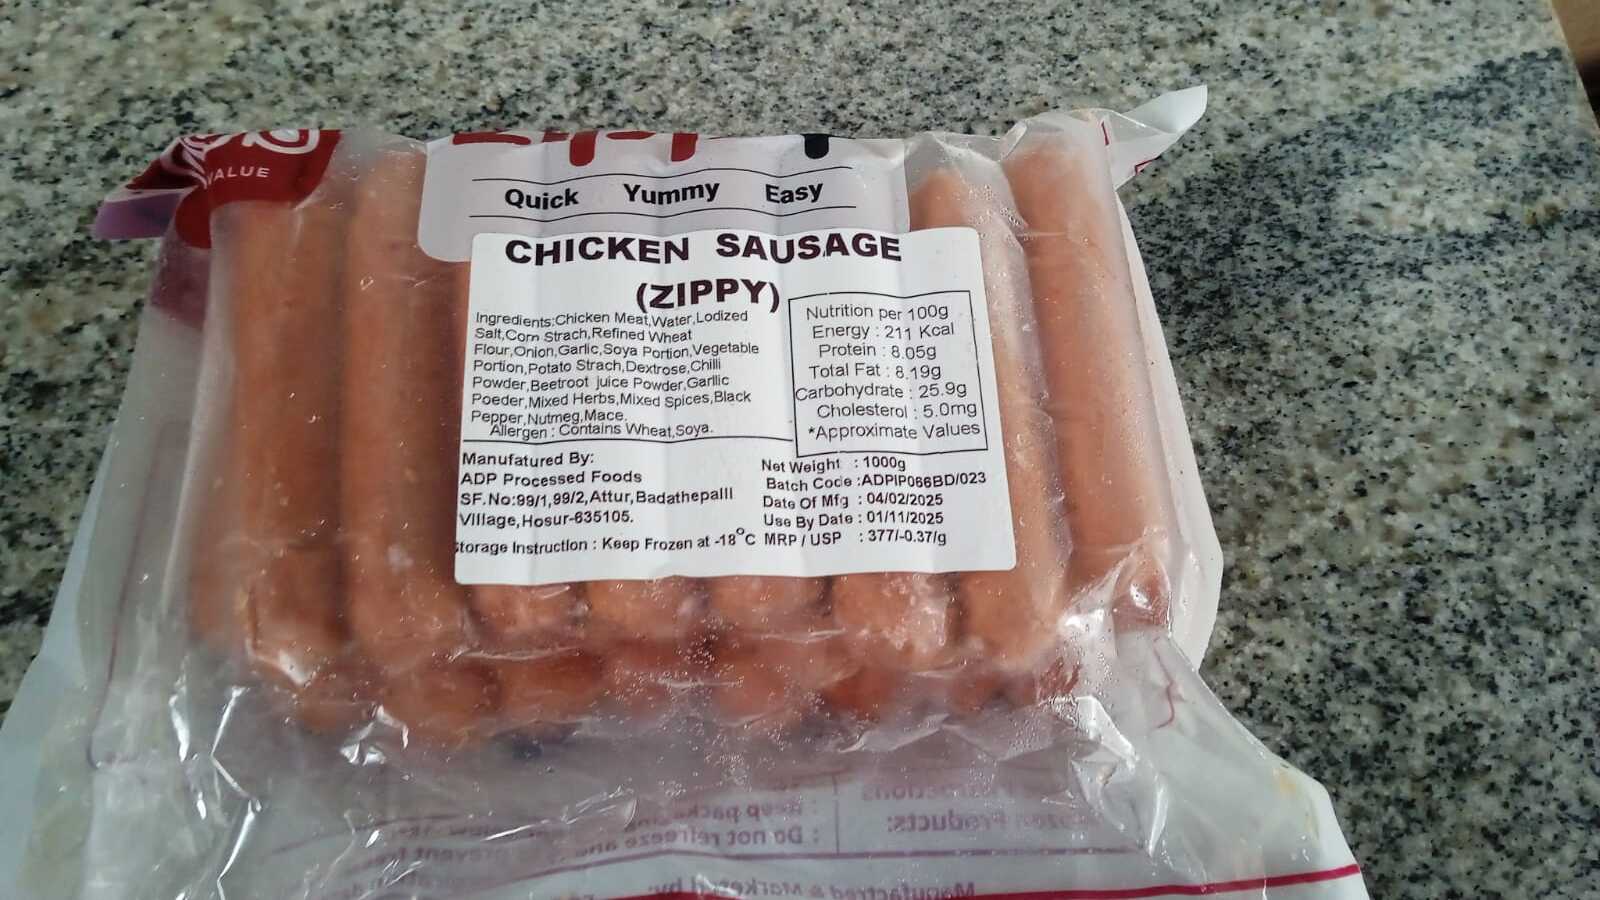 VALUE
Quick Yummy Easy
CHICKEN SAUSAGE
(ZIPPY)
Ingredients:Chicken Meat,Water,Lodized
Salt,Corn Strach,Refined Wheat
Flour,Onion,Garlic,Soya Portion,Vegetable
Portion,Potato Strach,Dextrose,Chilli
Powder,Beetroot juice Powder,Garllic
Poeder,Mixed Herbs,Mixed Spices,Black
Pepper,Nutmeg,Mace.
Allergen : Contains Wheat,Soya.
Nutrition per 100g
Energy : 211 Kcal
Protein : 8.05g
Total Fat : 8.19g
Carbohydrate : 25.9g
Cholesterol : 5.0mg
*Approximate Values
Manufatured By:
ADP Processed Foods
SF.No:99/1,99/2,Attur,Badathepalli
Village,Hosur-635105.
Storage Instruction : Keep Frozen at -18°C
Net Weight : 1000g
Batch Code :ADPIP066BD/023
Date Of Mfg : 04/02/2025
Use By Date : 01/11/2025
MRP / USP : 377/-0.37/g
: Keep
: Do not refreeze
Products:
Manufactred & Marketed by: